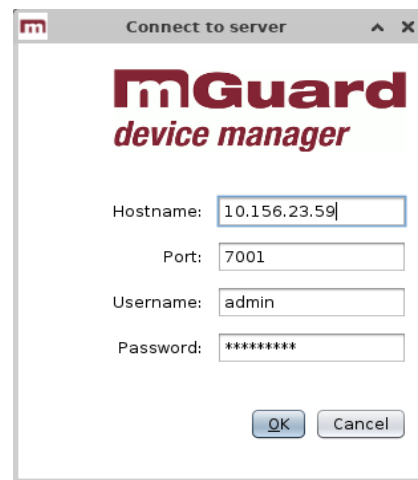 Connect to server
mGuard
device manager
Hostname: 10.156.23.59
Port: 7001
Username: admin
Password: *********
OK Cancel